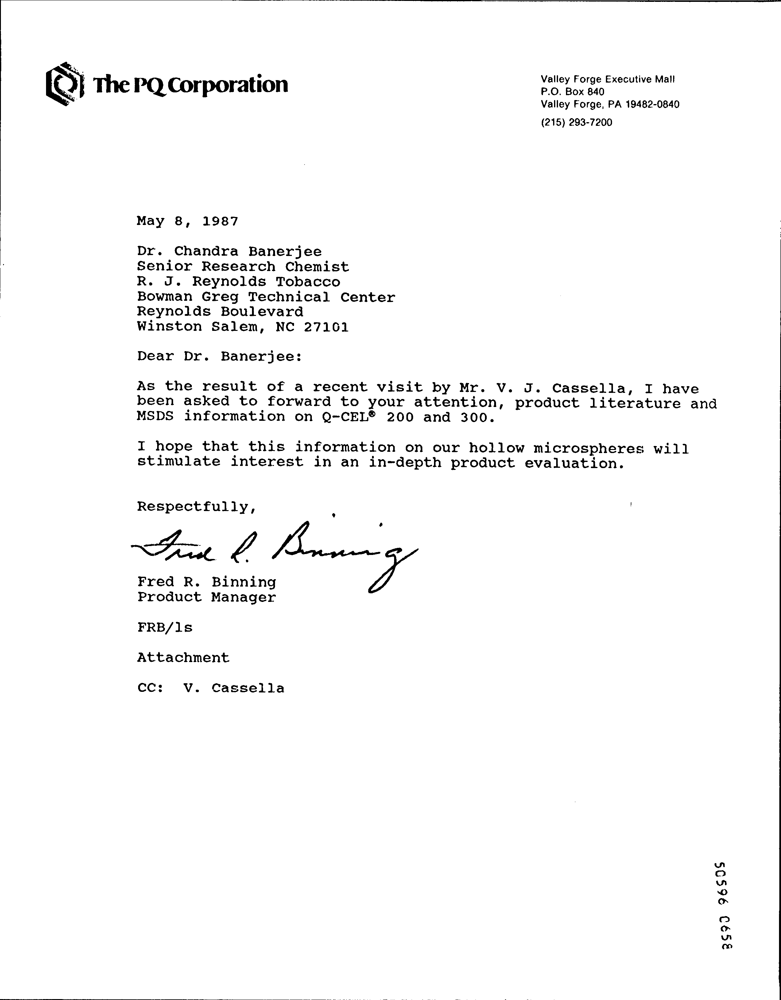 The PQ Corporation
Valley Forge Executive Mall
P.O. Box 840
Valley Forge, PA 19482-0840
(215) 293-7200
May 8, 1987
Dr. Chandra Banerjee
Senior Research Chemist
R. J. Reynolds Tobacco
Bowman Greg Technical Center
Reynolds Boulevard
Winston Salem, NC 27101
Dear Dr. Banerjee:
As the result of a recent visit by Mr. V. J. Cassella, I have
been asked to forward to your attention, product literature and
MSDS information on Q-CEL® 200 and 300.
I hope that this information on our hollow microspheres will
stimulate interest in an in-depth product evaluation.
Respectfully,
Fred R. Binning
Fred R. Binning
Product Manager
FRB/ls
Attachment
CC: V. Cassella
50596 0658